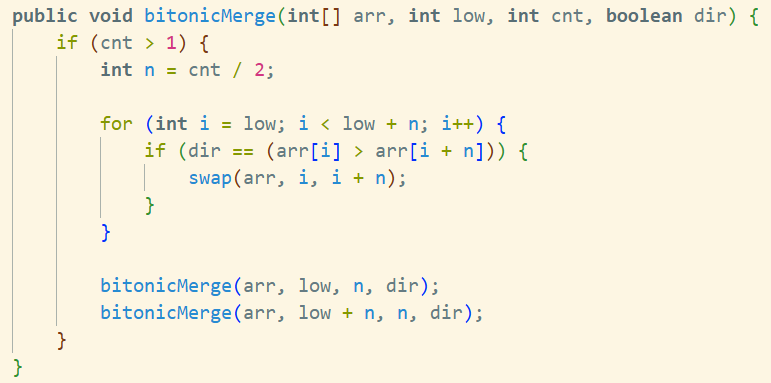 public void bitonicMerge(int[] arr, int low, int cnt, boolean dir) {
    if (cnt > 1) {
        int n = cnt / 2;

        for (int i = low; i < low + n; i++) {
            if (dir == (arr[i] > arr[i + n])) {
                swap(arr, i, i + n);
            }
        }

        bitonicMerge(arr, low, n, dir);
        bitonicMerge(arr, low + n, n, dir);
    }
}